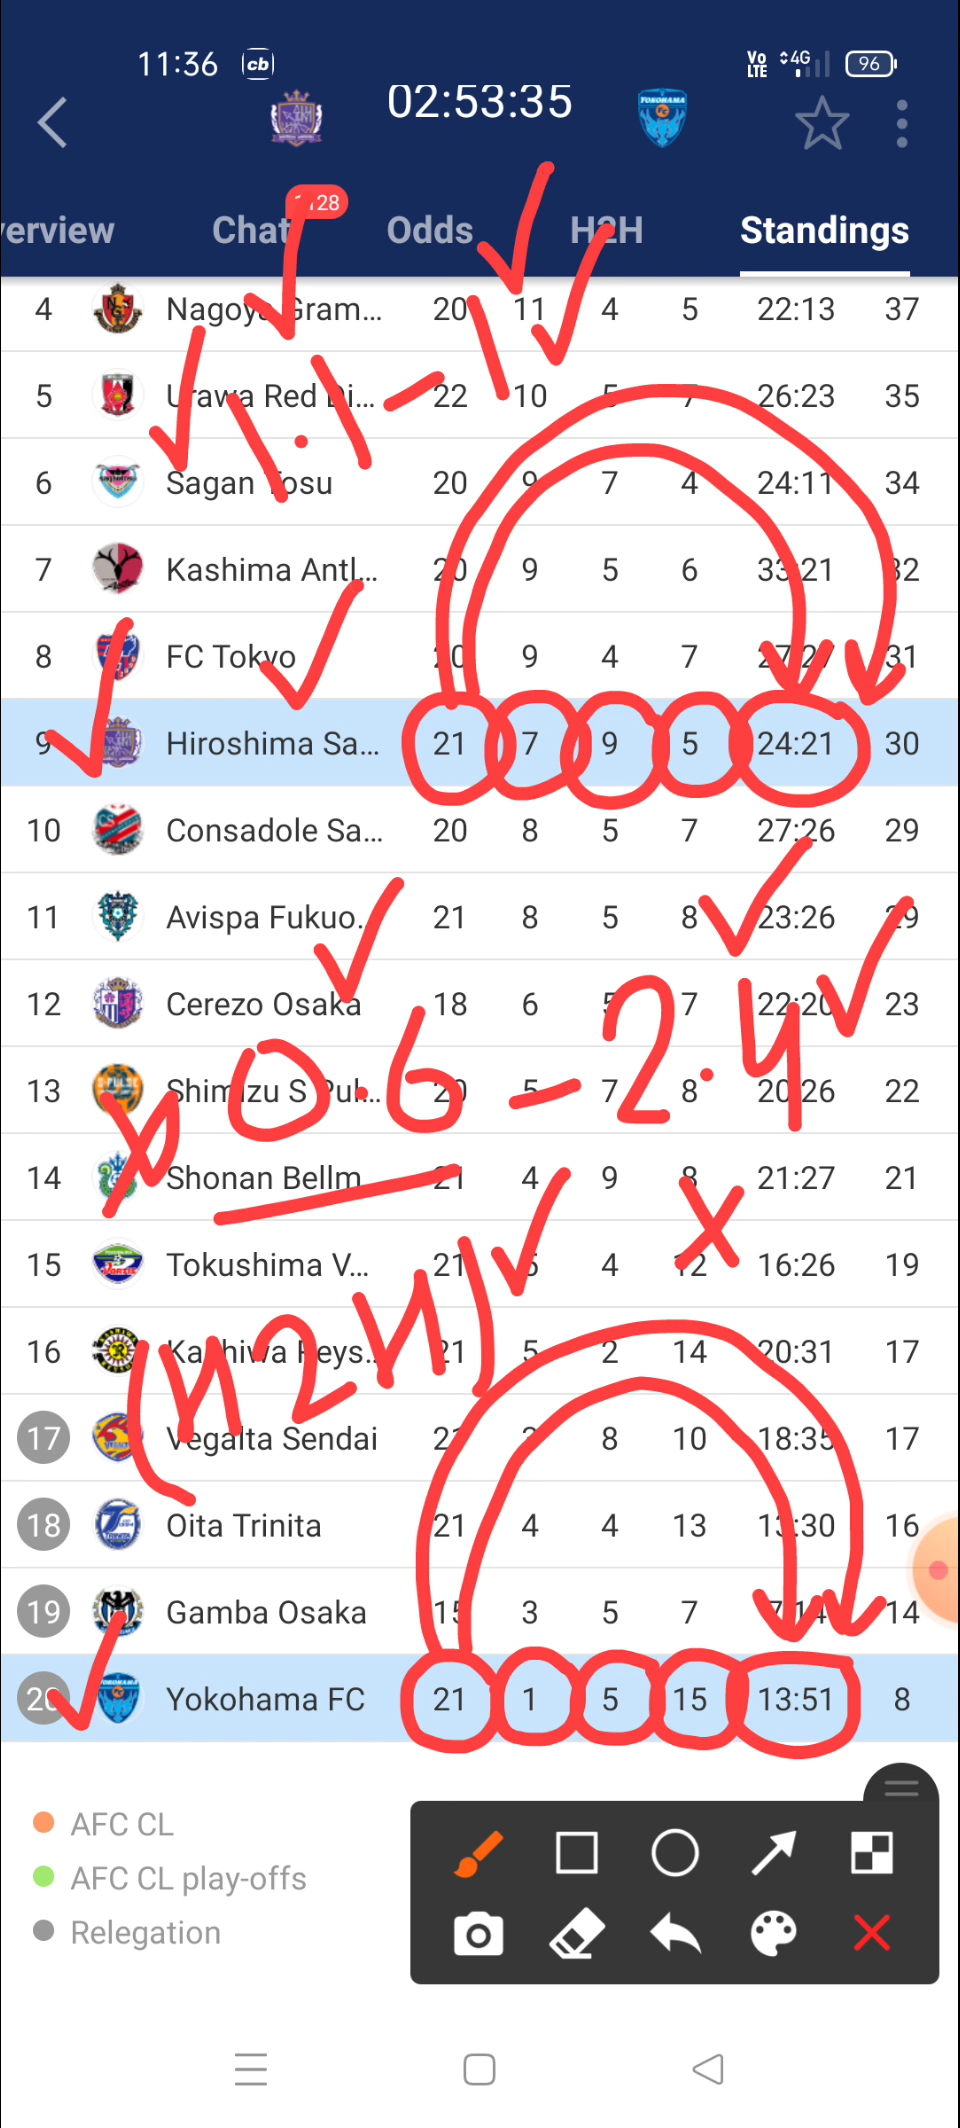 11:36 cb Vo LTE 4G 96
02:53:35
Chat 28 Odds H2H Standings
4 Nagoya Gram... 20 11 4 5 22:13 37
5 Urawa Red Di... 22 10 5 7 26:23 35
1.1-1
6 Sagan Tosu 20 9 7 4 24:11 34
7 Kashima Antl... 20 9 5 6 33:21 32
8 FC Tokyo 20 9 4 7 27:27 31
9 Hiroshima Sa... 21 7 9 5 24:21 30
10 Consadole Sa... 20 8 5 7 27:26 29
11 Avispa Fukuo.. 21 8 5 8 23:26 29
12 Cerezo Osaka 18 6 5 7 22:20 23
0.6-2.4
13 Shimizu S Pul... 20 5 7 8 20:26 22
14 Shonan Bellm 21 4 9 8 21:27 21
15 Tokushima V... 21 5 4 12 16:26 19
(H2H)
16 Kashiwa Reys... 21 5 2 14 20:31 17
17 Vegalta Sendai 8 10 18:35 17
18 Oita Trinita 21 4 4 13 13:30 16
19 Gamba Osaka 15 3 5 7 7:14 14
20 Yokohama FC 21 1 5 15 13:51 8
AFC CL
AFC CL play-offs
Relegation